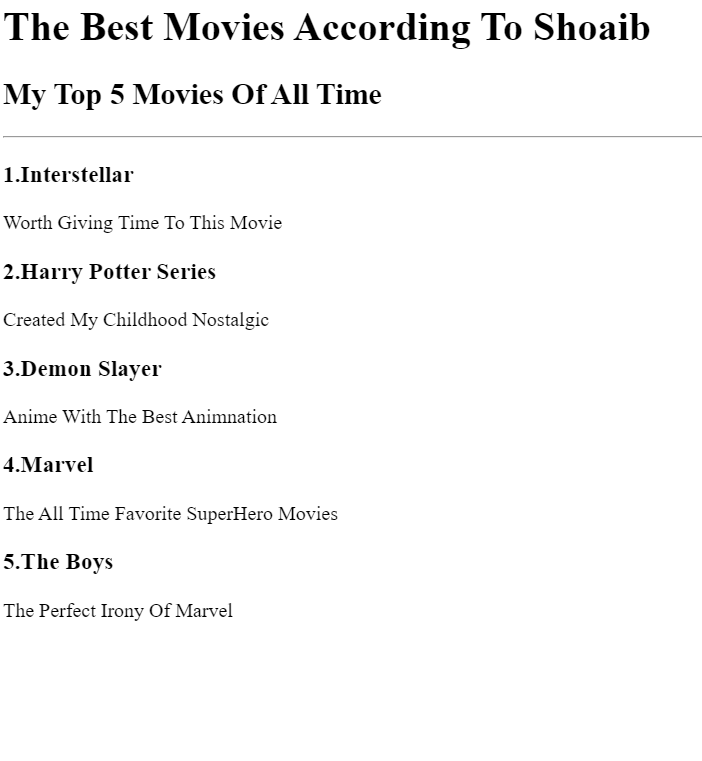 The Best Movies According To Shoaib
My Top 5 Movies Of All Time
1.Interstellar
Worth Giving Time To This Movie
2.Harry Potter Series
Created My Childhood Nostalgic
3.Demon Slayer
Anime With The Best Animnation
4.Marvel
The All Time Favorite SuperHero Movies
5.The Boys
The Perfect Irony Of Marvel